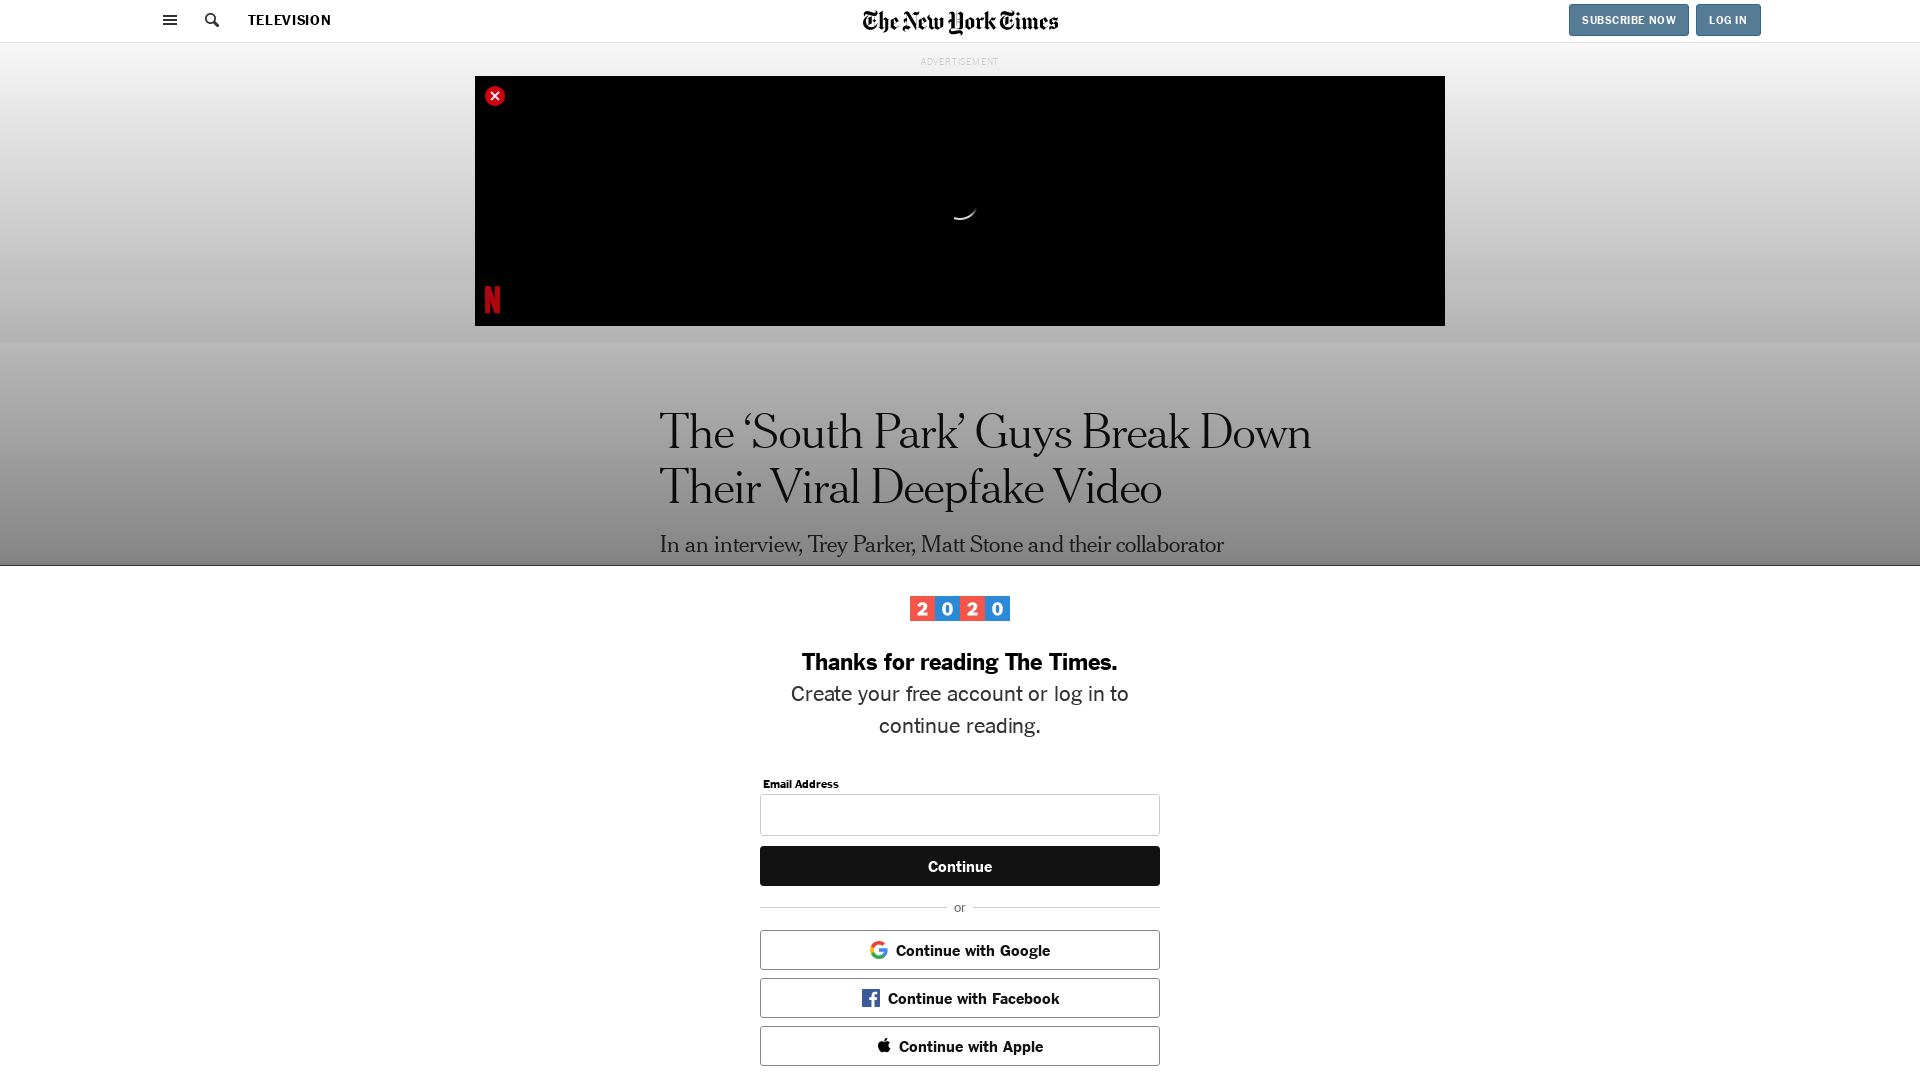 TELEVISION
The New York Times
SUBSCRIBE NOW
LOG IN
ADVERTISEMENT
N
The ‘South Park’ Guys Break Down
Their Viral Deepfake Video
In an interview, Trey Parker, Matt Stone and their collaborator
2020
Thanks for reading The Times.
Create your free account or log in to
continue reading.
Email Address
Continue
or
Continue with Google
Continue with Facebook
Continue with Apple